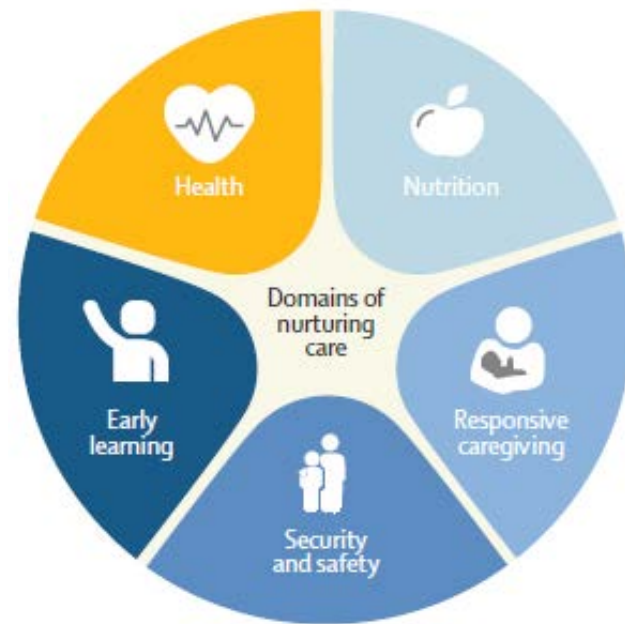 Health
Nutrition
Domains of
nurturing
care
Early
learning
Responsive
caregiving
Security
and safety